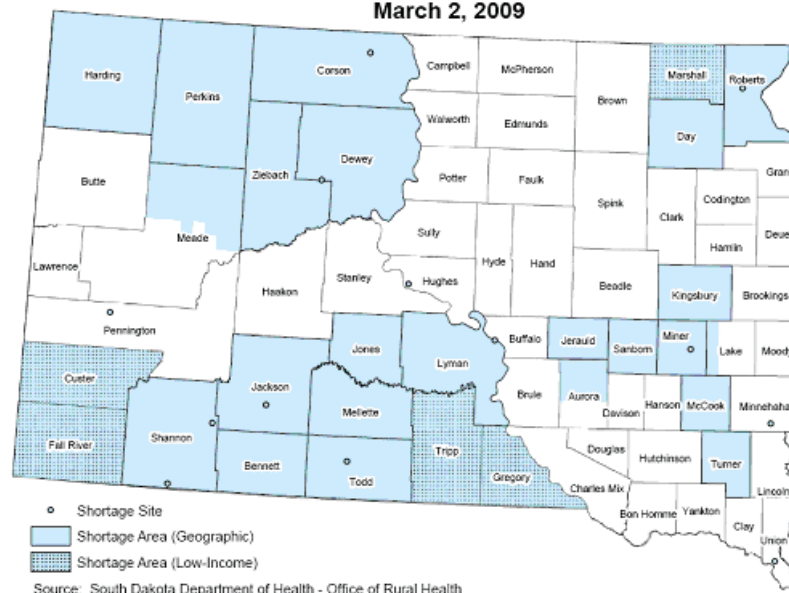 March 2, 2009
Harding
Perkins
Corson
Campbell
McPherson
Brown
Marshall
Roberts
Walworth
Edmunds
Day
Butte
Ziebach
Dewey
Potter
Faulk
Spink
Clark
Codington
Gran
Meade
Sully
Hyde
Hand
Hamlin
Deue
Lawrence
Haakon
Stanley
Hughes
Beadle
Kingsbury
Brookings
Pennington
Jones
Lyman
Buffalo
Jerauld
Sanborn
Miner
Lake
Moody
Custer
Jackson
Mellette
Brule
Aurora
Davison
Hanson
McCook
Minnehaha
Fall River
Shannon
Bennett
Todd
Tripp
Gregory
Douglas
Hutchinson
Turner
Lincoln
Charles Mix
Bon Homme
Yankton
Clay
Union
Shortage Site
Shortage Area (Geographic)
Shortage Area (Low-Income)
Source: South Dakota Department of Health - Office of Rural Health